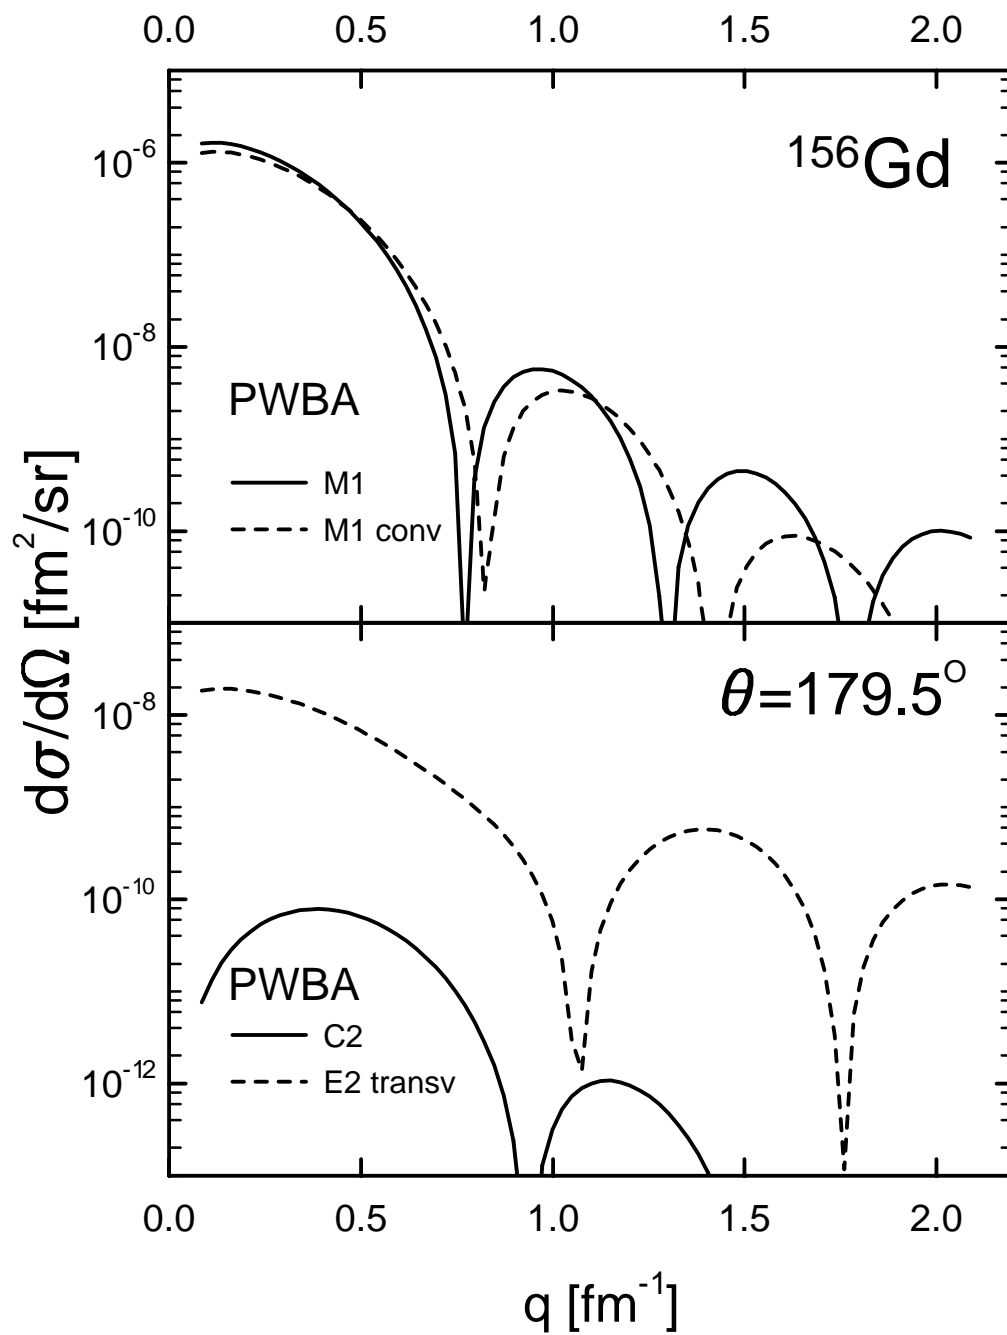 0.0 0.5 1.0 1.5 2.0
10⁻⁶
¹⁵⁶Gd
10⁻⁸
PWBA
M1
M1 conv
10⁻¹⁰
dσ/dΩ [fm²/sr]
θ=179.5°
10⁻⁸
10⁻¹⁰
PWBA
C2
E2 transv
10⁻¹²
0.0 0.5 1.0 1.5 2.0
q [fm⁻¹]